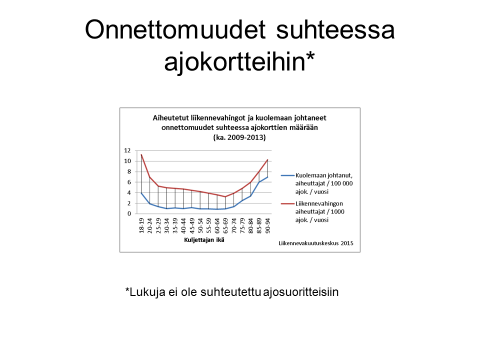 Onnettomuudet suhteessa
ajokortteihin*
Aiheutetut liikennevahingot ja kuolemaan johtaneet
onnettomuudet suhteessa ajokorttien määrään
(ka. 2009-2013)
12
10
8
6
4
2
0
18-19
20-24
25-29
30-34
35-39
40-44
45-49
50-54
55-59
60-64
65-69
70-74
75-79
80-84
85-89
90-94
Kuljettajan ikä
Kuolemaan johtanut,
aiheuttajat / 100 000
ajok. / vuosi
Liikennevahingon
aiheuttajat / 1000
ajok. / vuosi
Liikennevakuutuskeskus 2015
*Lukuja ei ole suhteutettu ajosuoritteisiin